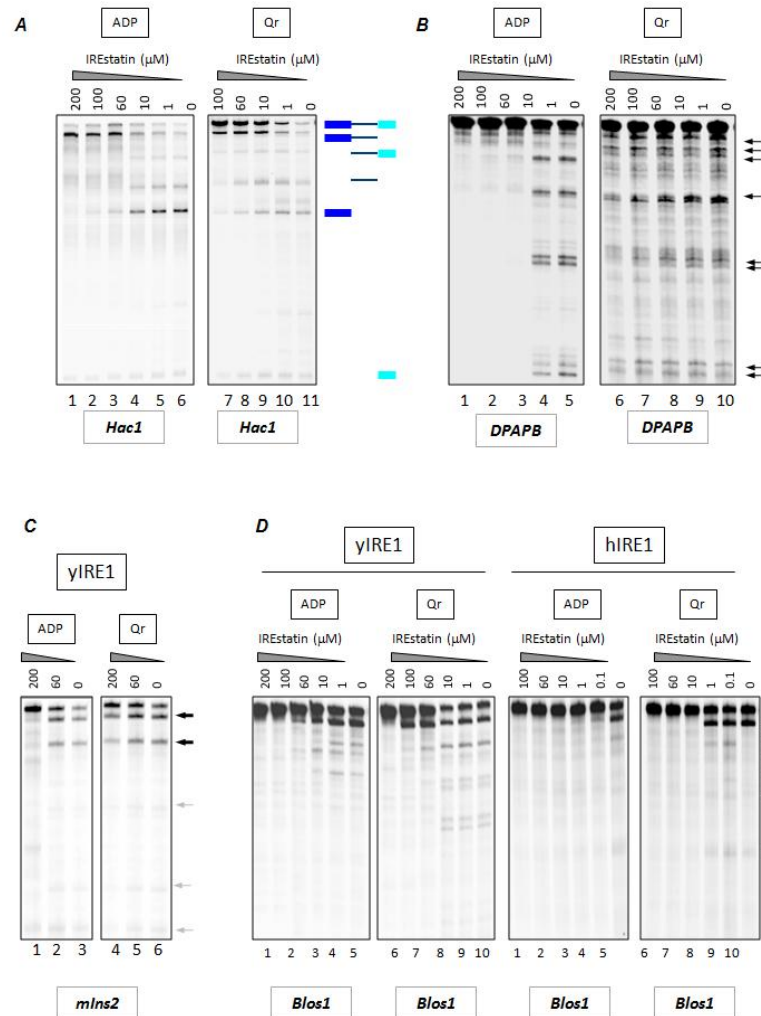 A
ADP
Qr
IREstatin (µM)
IREstatin (µM)
200 100 60 10 1 0
100 60 10 1 0
1 2 3 4 5 6
7 8 9 10 11
Hac1
Hac1
B
ADP
Qr
IREstatin (µM)
IREstatin (µM)
200 100 60 10 1 0
200 100 60 10 1 0
1 2 3 4 5
6 7 8 9 10
DPAPB
DPAPB
C
yIRE1
ADP
Qr
200 60 0
200 60 0
1 2 3
4 5 6
mIns2
D
yIRE1
hIRE1
ADP
Qr
ADP
Qr
IREstatin (µM)
IREstatin (µM)
IREstatin (µM)
IREstatin (µM)
200 100 60 10 1 0
200 100 60 10 1 0
100 60 10 1 0.1 0
100 60 10 1 0.1 0
1 2 3 4 5
6 7 8 9 10
1 2 3 4 5
6 7 8 9 10
Blos1
Blos1
Blos1
Blos1